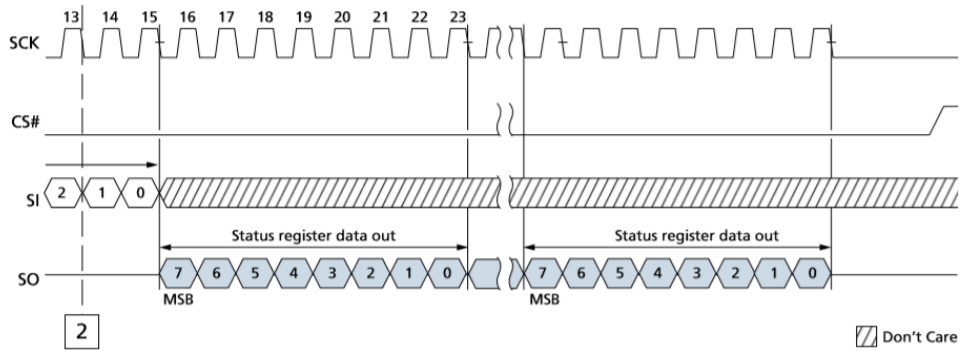 13 14 15 16 17 18 19 20 21 22 23
SCK
CS#
SI 2 1 0
Status register data out Status register data out
SO 7 6 5 4 3 2 1 0 7 6 5 4 3 2 1 0
MSB MSB
2
Don't Care